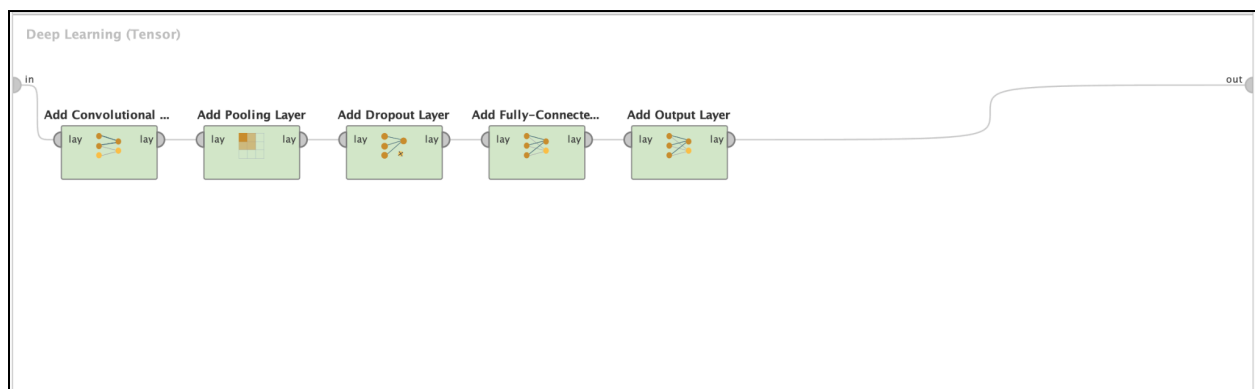 Deep Learning (Tensor)
in
out
Add Convolutional ...
Add Pooling Layer
Add Dropout Layer
Add Fully-Connecte...
Add Output Layer
lay lay
lay lay
lay lay
lay lay
lay lay